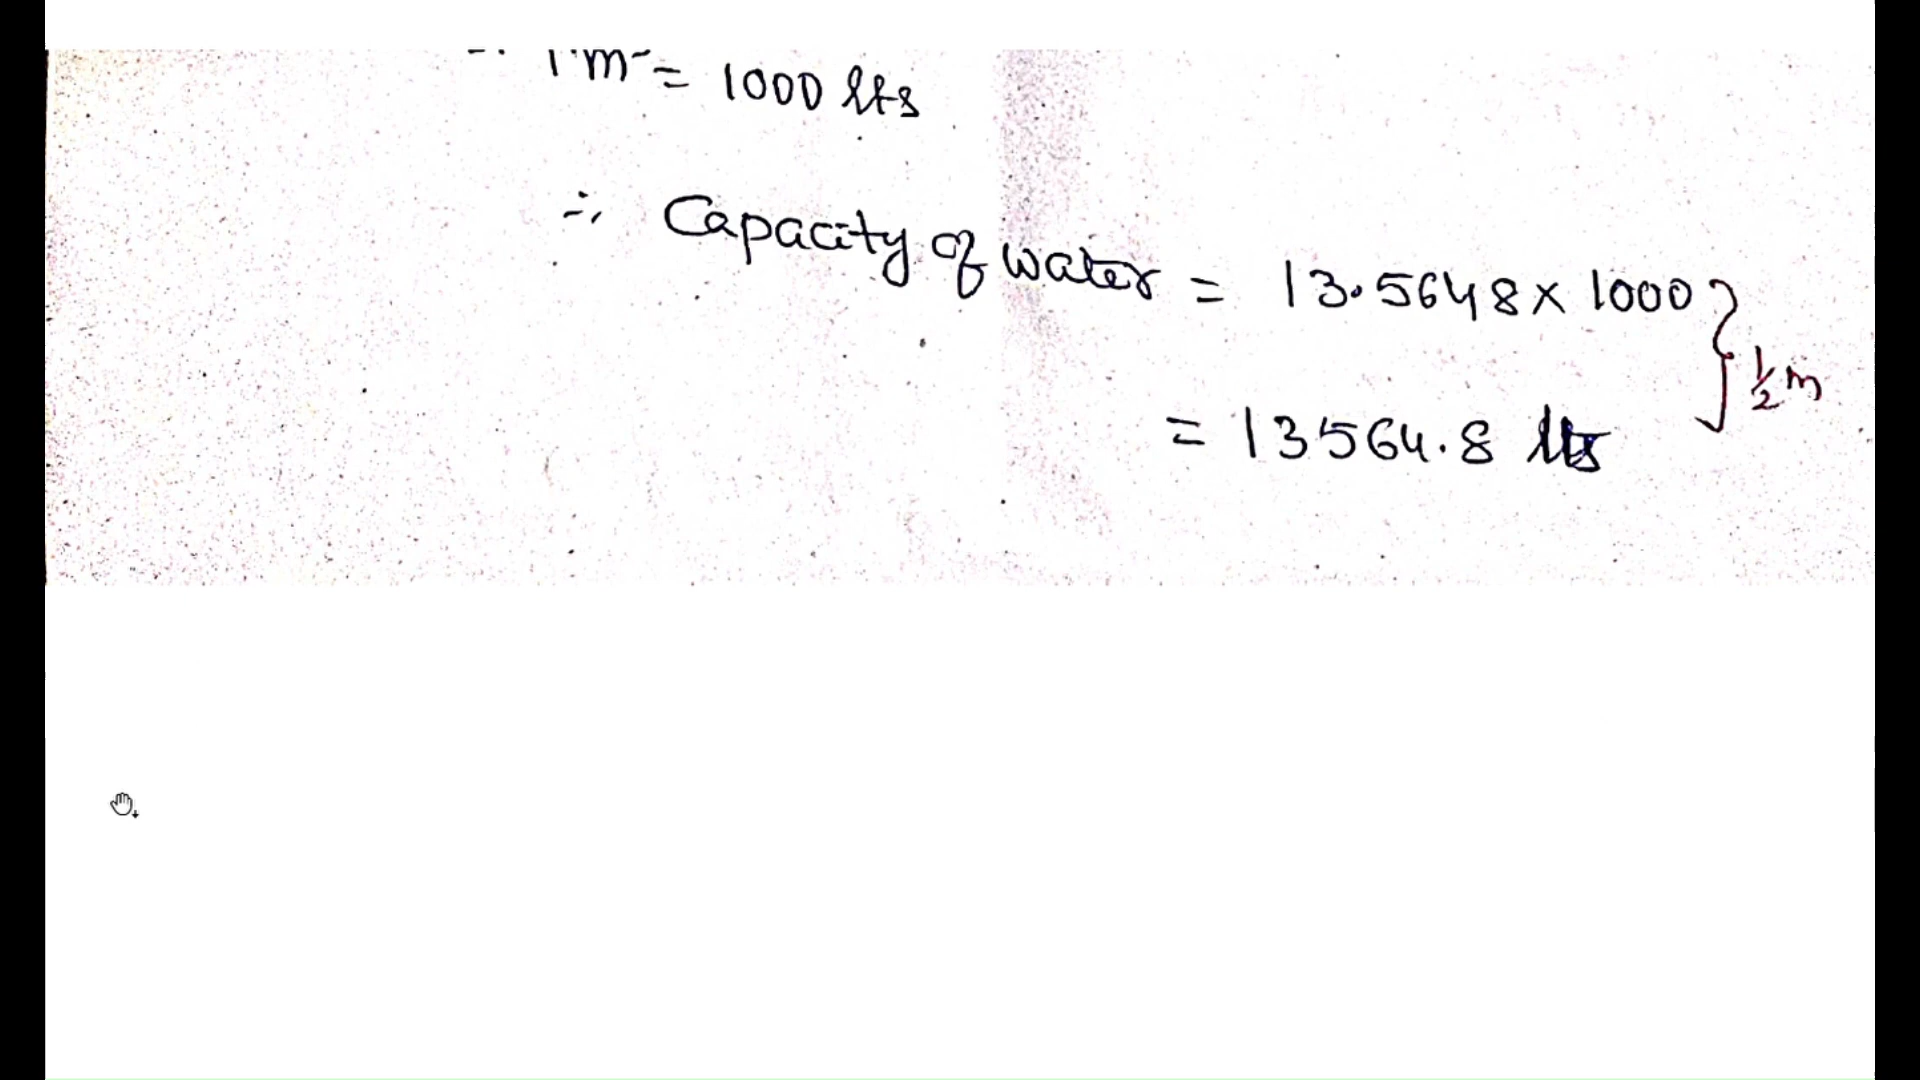 ∴ 1 m³ = 1000 lts
∴ Capacity of water = 13.5648 x 1000
= 13564.8 lts
½ m